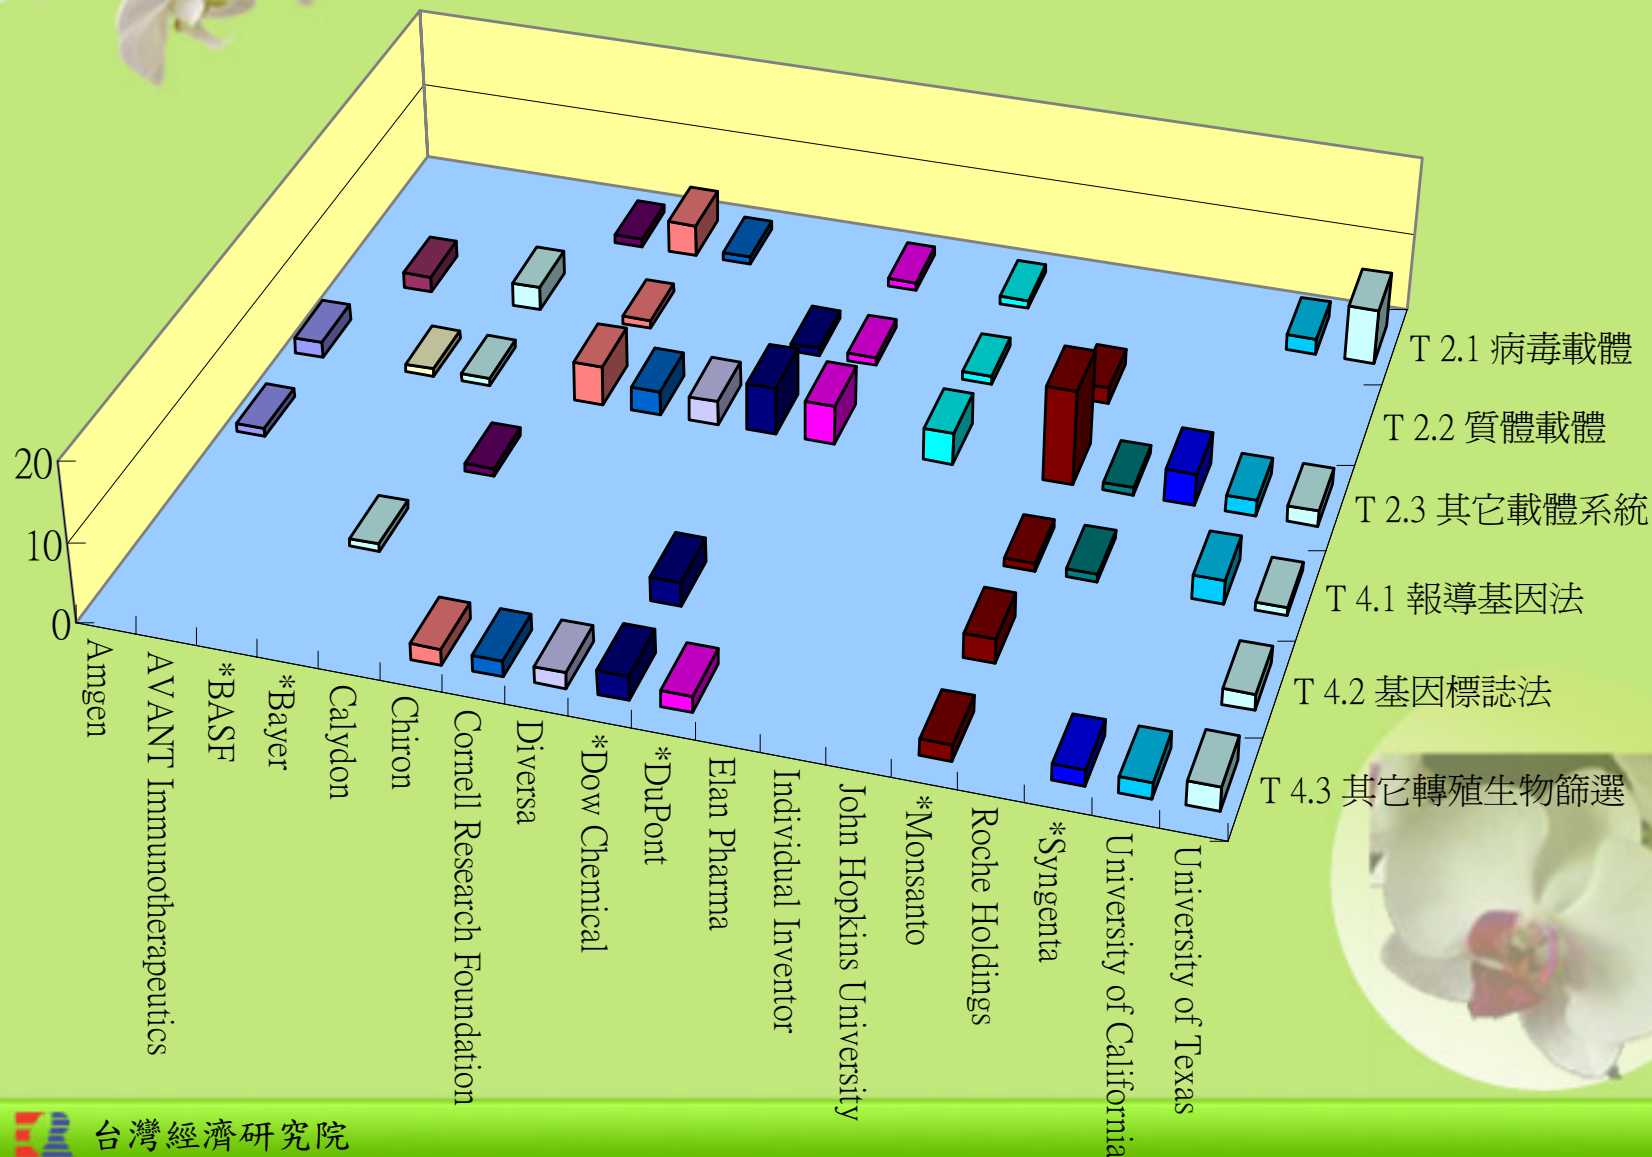 20
10
0
Amgen
AVANT Immunotherapeutics
*BASF
*Bayer
Calydon
Chiron
Cornell Research Foundation
Diversa
*Dow Chemical
*DuPont
Elan Pharma
Individual Inventor
John Hopkins University
*Monsanto
Roche Holdings
*Syngenta
University of California
University of Texas
T 2.1 病毒載體
T 2.2 質體載體
T 2.3 其它載體系統
T 4.1 報導基因法
T 4.2 基因標誌法
T 4.3 其它轉殖生物篩選
台灣經濟研究院